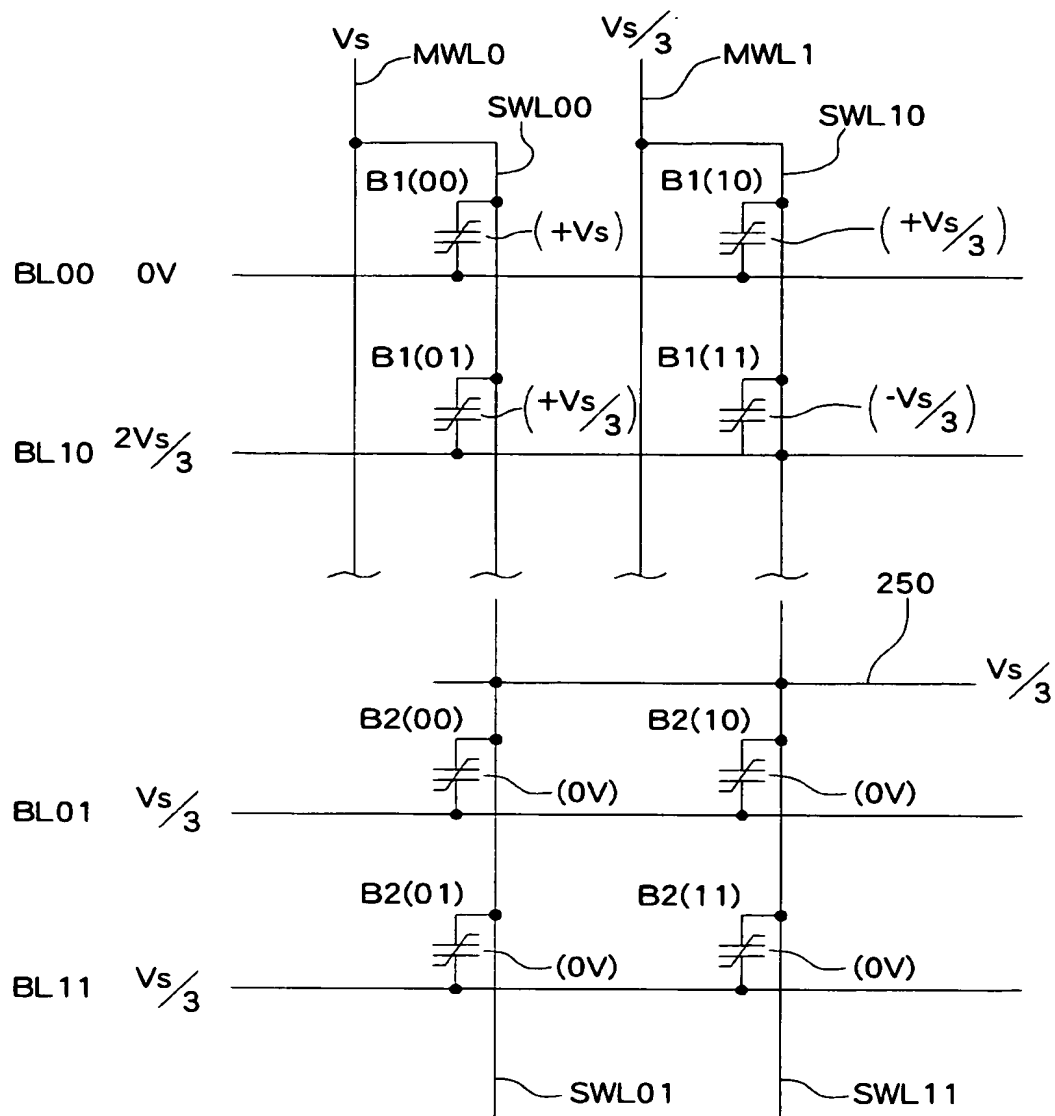 Vs MWL0 Vs/3 MWL1
SWL00 SWL10
B1(00) (+Vs) B1(10) (+Vs/3)
BL00 0V
B1(01) (+Vs/3) B1(11) (-Vs/3)
BL10 2Vs/3
250
Vs/3
B2(00) (0V) B2(10) (0V)
BL01 Vs/3
B2(01) (0V) B2(11) (0V)
BL11 Vs/3
SWL01 SWL11